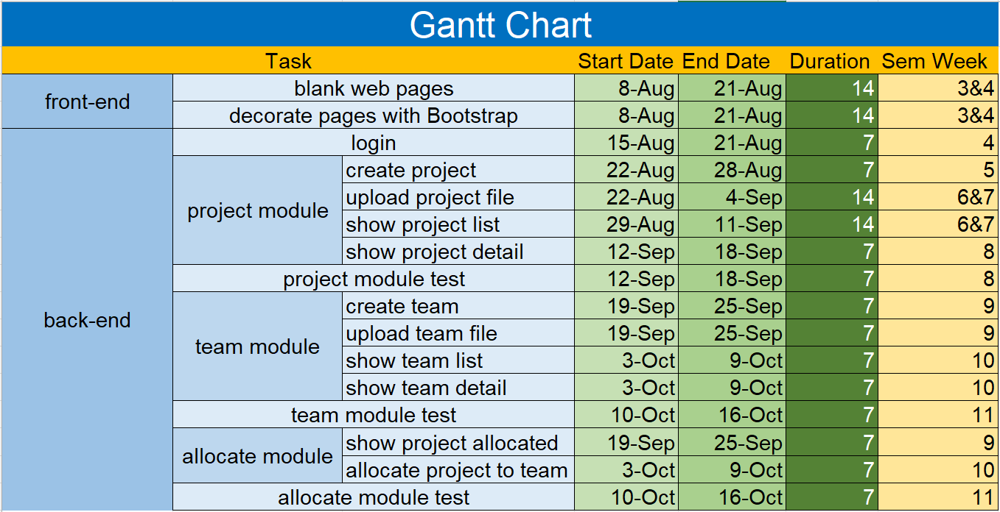 Gantt Chart
Task Start Date End Date Duration Sem Week
front-end
blank web pages 8-Aug 21-Aug 14 3&4
decorate pages with Bootstrap 8-Aug 21-Aug 14 3&4
back-end
login 15-Aug 21-Aug 7 4
project module
create project 22-Aug 28-Aug 7 5
upload project file 22-Aug 4-Sep 14 6&7
show project list 29-Aug 11-Sep 14 6&7
show project detail 12-Sep 18-Sep 7 8
project module test 12-Sep 18-Sep 7 8
team module
create team 19-Sep 25-Sep 7 9
upload team file 19-Sep 25-Sep 7 9
show team list 3-Oct 9-Oct 7 10
show team detail 3-Oct 9-Oct 7 10
team module test 10-Oct 16-Oct 7 11
allocate module
show project allocated 19-Sep 25-Sep 7 9
allocate project to team 3-Oct 9-Oct 7 10
allocate module test 10-Oct 16-Oct 7 11